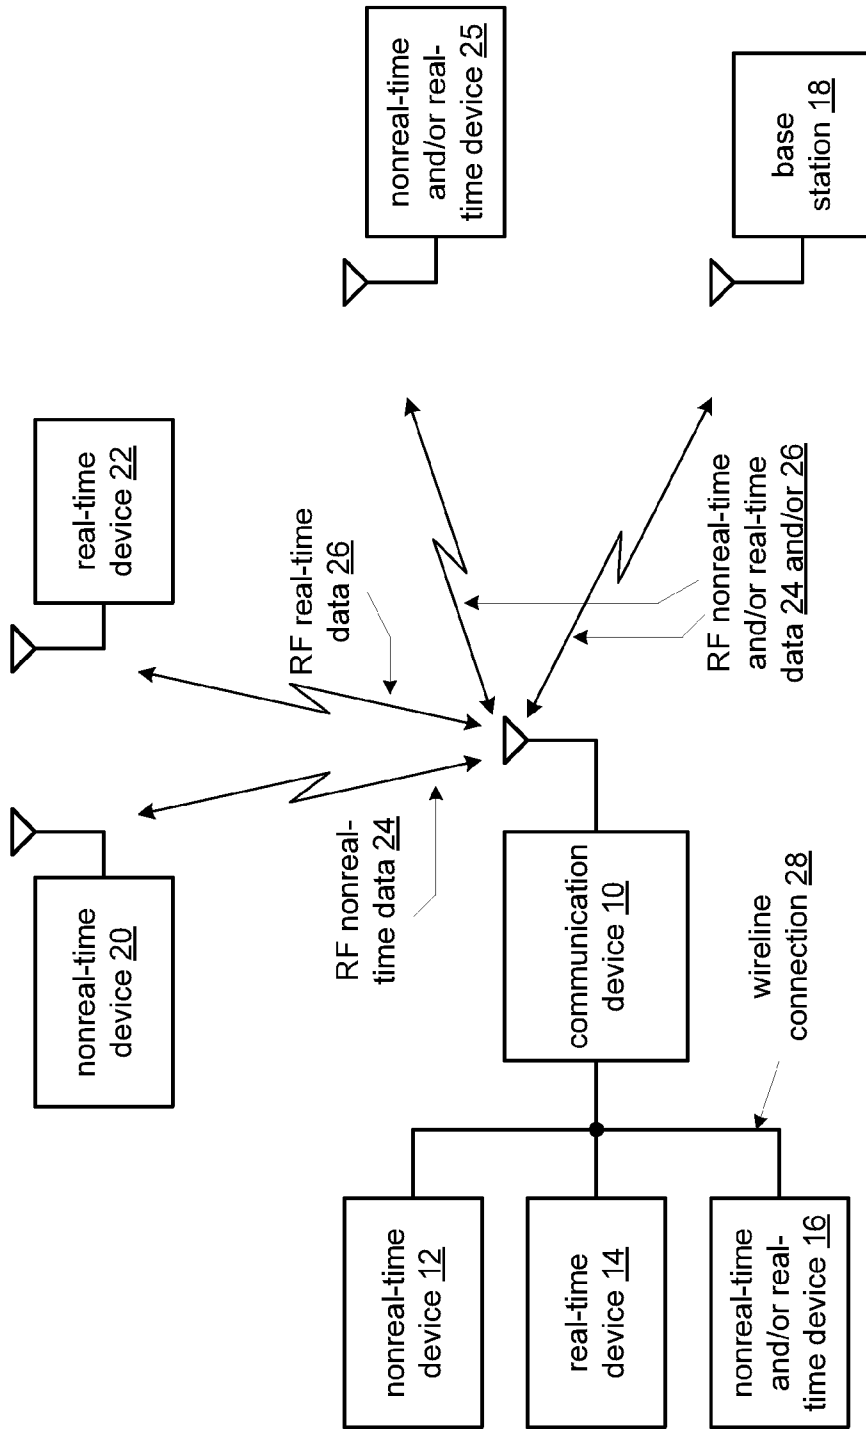 nonreal-time
device 20
real-time
device 22
nonreal-time
and/or real-
time device 25
RF nonreal-
time data 24
RF real-time
data 26
nonreal-time
device 12
real-time
device 14
nonreal-time
and/or real-
time device 16
communication
device 10
wireline
connection 28
RF nonreal-time
and/or real-time
data 24 and/or 26
base
station 18